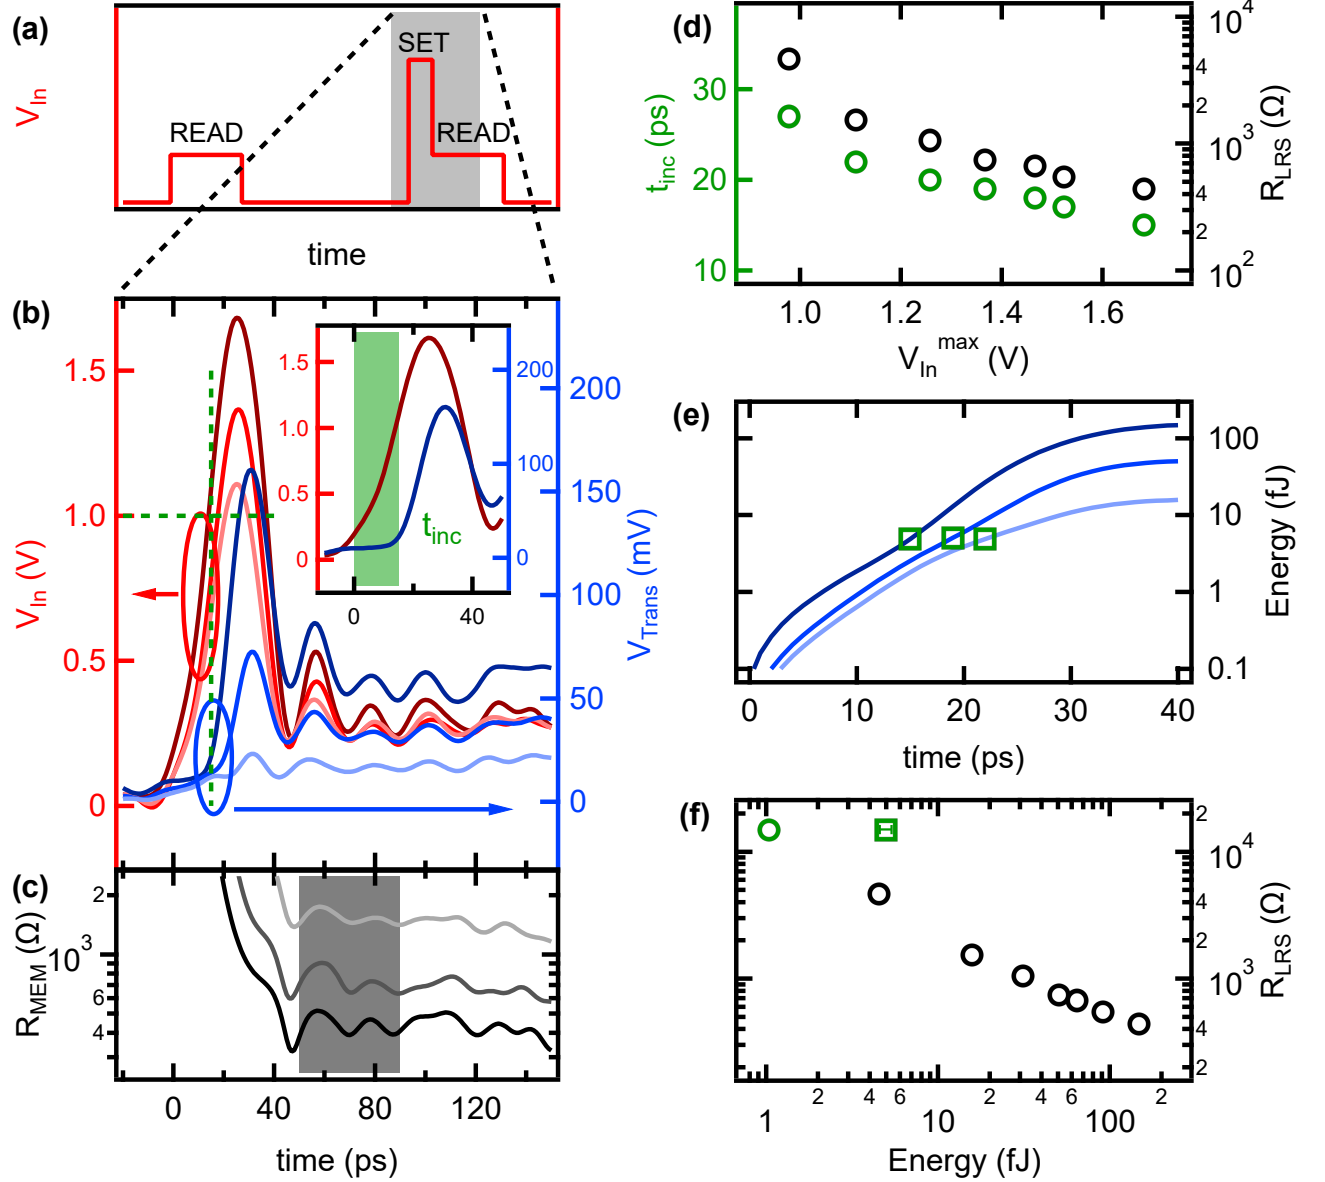 (a)
V_In
READ
SET
READ
time
(b)
V_In (V)
1.5
1.0
0.5
0
1.5
1.0
0.5
0
200
100
0
0
40
t_inc
200
150
100
50
0
V_Trans (mV)
(c)
R_MEM (Ω)
2
10^3
6
4
0
40
80
120
time (ps)
(d)
t_inc (ps)
30
20
10
10^4
4
2
10^3
4
2
10^2
R_LRS (Ω)
1.0
1.2
1.4
1.6
V_In^max (V)
(e)
100
10
1
0.1
Energy (fJ)
0
10
20
30
40
time (ps)
(f)
2
10^4
4
2
10^3
4
2
R_LRS (Ω)
1
2
4
6
10
2
4
6
100
2
Energy (fJ)